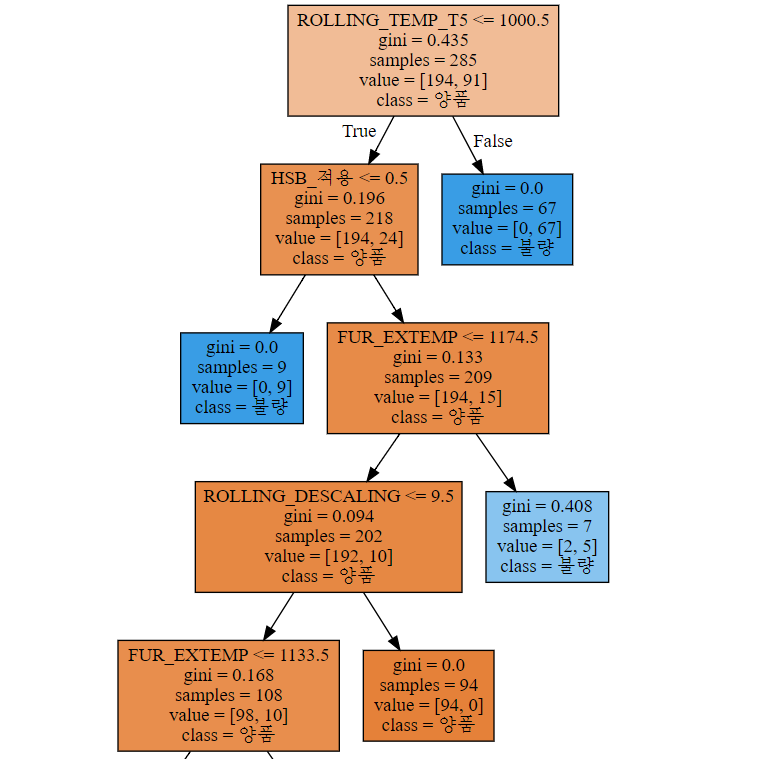 ROLLING_TEMP_T5 <= 1000.5
gini = 0.435
samples = 285
value = [194, 91]
class = 양품
True
False
HSB_적용 <= 0.5
gini = 0.196
samples = 218
value = [194, 24]
class = 양품
gini = 0.0
samples = 67
value = [0, 67]
class = 불량
gini = 0.0
samples = 9
value = [0, 9]
class = 불량
FUR_EXTEMP <= 1174.5
gini = 0.133
samples = 209
value = [194, 15]
class = 양품
ROLLING_DESCALING <= 9.5
gini = 0.094
samples = 202
value = [192, 10]
class = 양품
gini = 0.408
samples = 7
value = [2, 5]
class = 불량
FUR_EXTEMP <= 1133.5
gini = 0.168
samples = 108
value = [98, 10]
class = 양품
gini = 0.0
samples = 94
value = [94, 0]
class = 양품